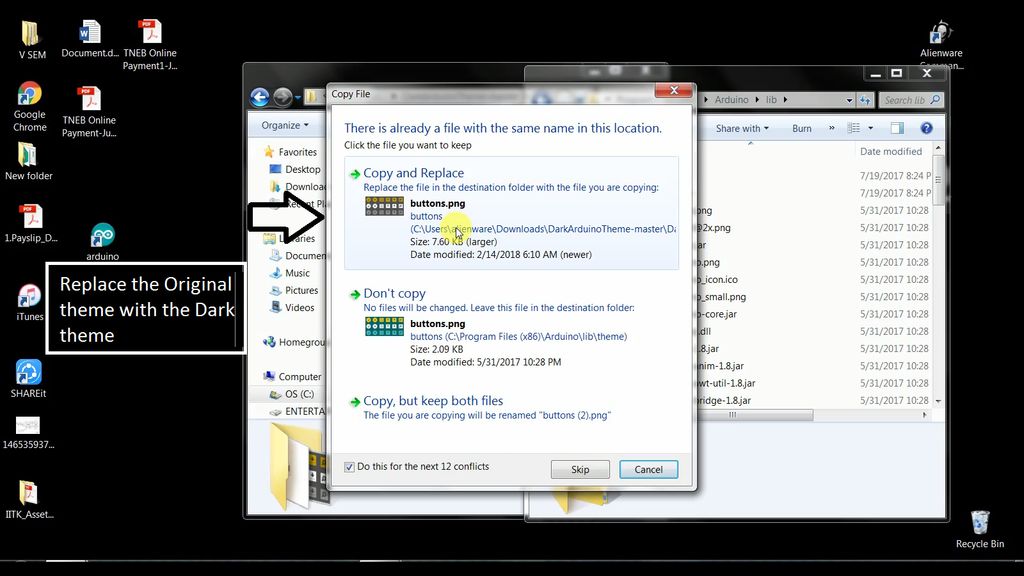 V SEM
Document.d...
TNEB Online
Payment1-J...
Google
Chrome
TNEB Online
Payment-Ju...
New folder
1.Payslip_D...
arduino
iTunes
SHAREit
146535937...
IITK_Asset...
Alienware
Recycle Bin
Replace the Original
theme with the Dark
theme
Organize
Favorites
Desktop
Libraries
Music
Pictures
Videos
Computer
OS (C:)
Copy File
There is already a file with the same name in this location.
Click the file you want to keep
Copy and Replace
Replace the file in the destination folder with the file you are copying:
buttons.png
buttons
(C:\Users\alienware\Downloads\DarkArduinoTheme-master\Da
Size: 7.60 KB (larger)
Date modified: 2/14/2018 6:10 AM (newer)
Don't copy
No files will be changed. Leave this file in the destination folder:
buttons.png
buttons (C:\Program Files (x86)\Arduino\lib\theme)
Size: 2.09 KB
Date modified: 5/31/2017 10:28 PM
Copy, but keep both files
The file you are copying will be renamed "buttons (2).png"
Do this for the next 12 conflicts
Skip
Cancel
Arduino
lib
Search lib
Share with
Burn
»
Date modified
7/19/2017 8:24 P
7/19/2017 8:24 P
5/31/2017 10:28
@2x.png 5/31/2017 10:28
5/31/2017 10:28
5/31/2017 10:28
_icon.ico 5/31/2017 10:28
_small.png 5/31/2017 10:28
-core.jar 5/31/2017 10:28
.dll 5/31/2017 10:28
.8.jar 5/31/2017 10:28
nim-1.8.jar 5/31/2017 10:28
wt-util-1.8.jar 5/31/2017 10:28
bridge-1.8.jar 5/31/2017 10:28